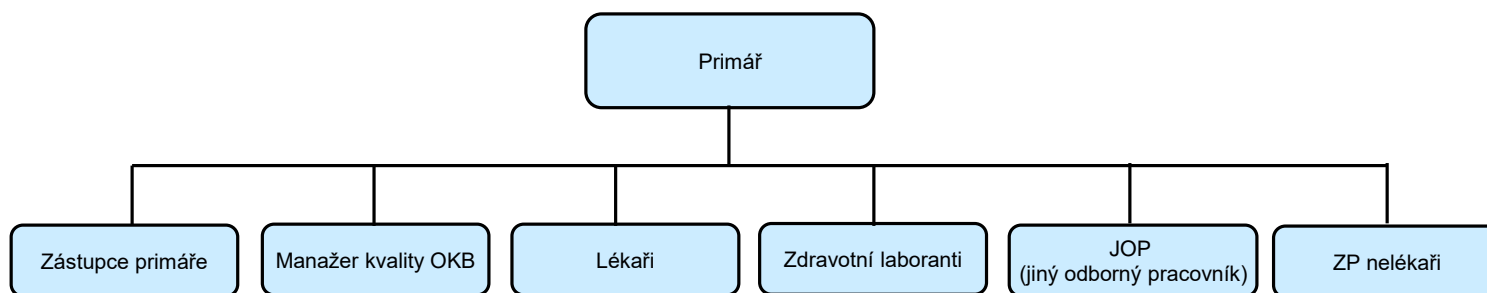 Primář
Zástupce primáře
Manažer kvality OKB
Lékaři
Zdravotní laboranti
JOP
(jiný odborný pracovník)
ZP nelékaři